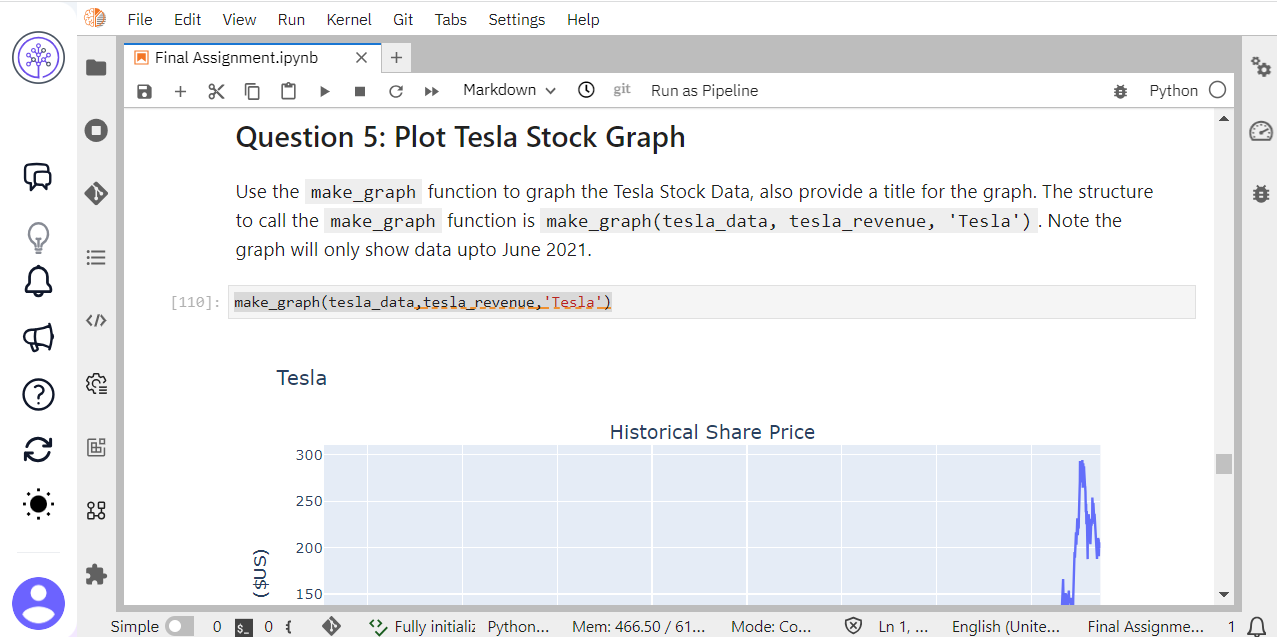 File Edit View Run Kernel Git Tabs Settings Help
Final Assignment.ipynb
Markdown git Run as Pipeline Python
Question 5: Plot Tesla Stock Graph
Use the make_graph function to graph the Tesla Stock Data, also provide a title for the graph. The structure
to call the make_graph function is make_graph(tesla_data, tesla_revenue, 'Tesla'). Note the
graph will only show data upto June 2021.
[110]: make_graph(tesla_data,tesla_revenue,'Tesla')
Tesla
Historical Share Price
300
250
200
150
($US)
Simple 0 $_ 0 Fully initializ Python... Mem: 466.50 / 61... Mode: Co... Ln 1, ... English (Unite... Final Assignme... 1